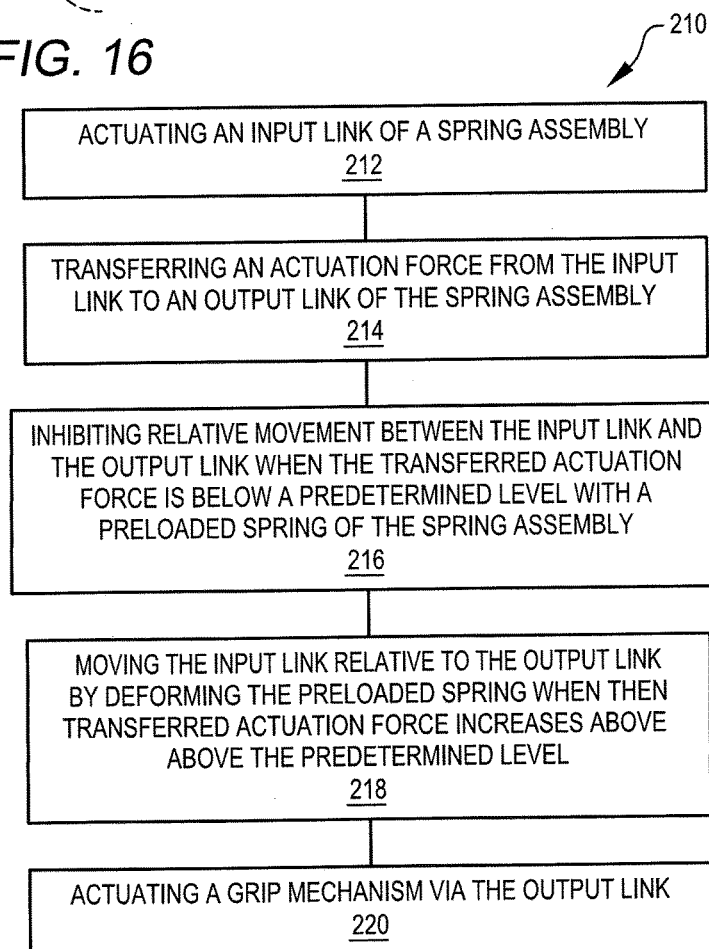 210
FIG. 16
ACTUATING AN INPUT LINK OF A SPRING ASSEMBLY
212
TRANSFERRING AN ACTUATION FORCE FROM THE INPUT
LINK TO AN OUTPUT LINK OF THE SPRING ASSEMBLY
214
INHIBITING RELATIVE MOVEMENT BETWEEN THE INPUT LINK AND
THE OUTPUT LINK WHEN THE TRANSFERRED ACTUATION
FORCE IS BELOW A PREDETERMINED LEVEL WITH A
PRELOADED SPRING OF THE SPRING ASSEMBLY
216
MOVING THE INPUT LINK RELATIVE TO THE OUTPUT LINK
BY DEFORMING THE PRELOADED SPRING WHEN THEN
TRANSFERRED ACTUATION FORCE INCREASES ABOVE
ABOVE THE PREDETERMINED LEVEL
218
ACTUATING A GRIP MECHANISM VIA THE OUTPUT LINK
220